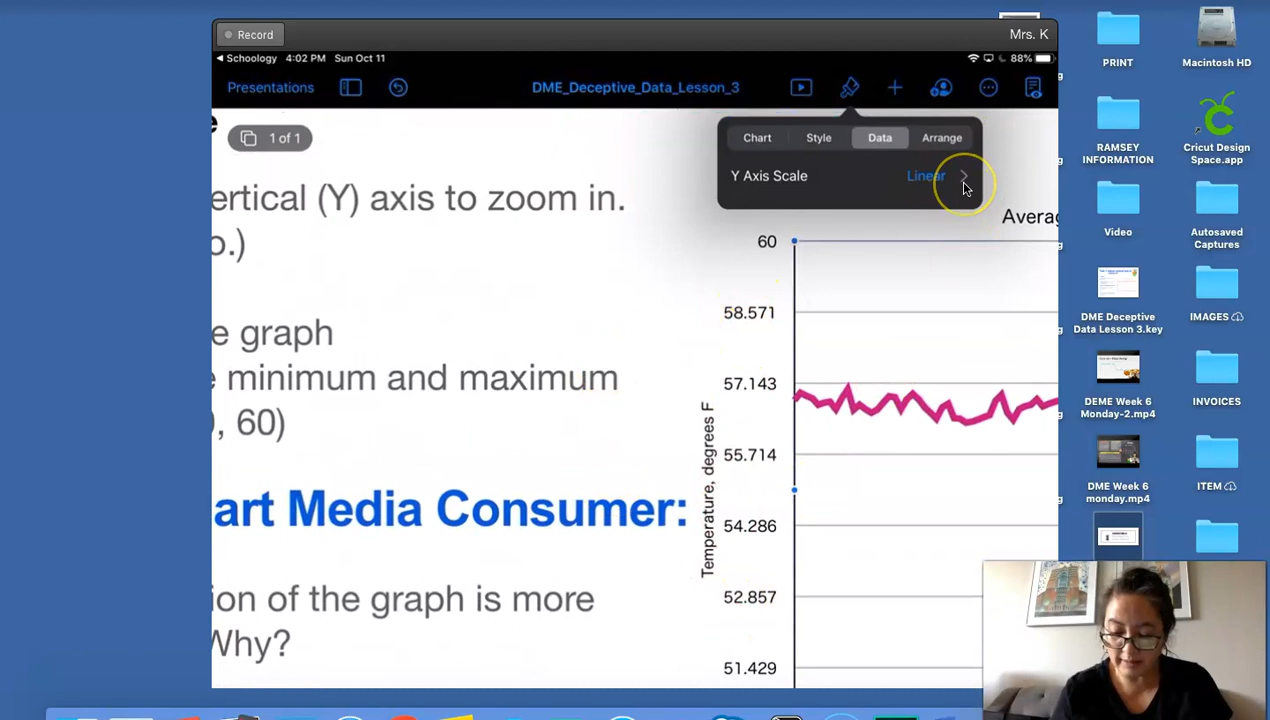 Record
Mrs. K
Schoology 4:02 PM Sun Oct 11
88%
Presentations
DME_Deceptive_Data_Lesson_3
1 of 1
Chart Style Data Arrange
Y Axis Scale Linear
ertical (Y) axis to zoom in.
o.)
e graph
minimum and maximum
, 60)
art Media Consumer:
ion of the graph is more
Why?
60
58.571
57.143
55.714
54.286
52.857
51.429
Temperature, degrees F
PRINT
Macintosh HD
RAMSEY
INFORMATION
Cricut Design
Space.app
Video
Autosaved
Captures
DME Deceptive
Data Lesson 3.key
IMAGES
DEME Week 6
Monday-2.mp4
INVOICES
DEME Week 6
monday.mp4
ITEM